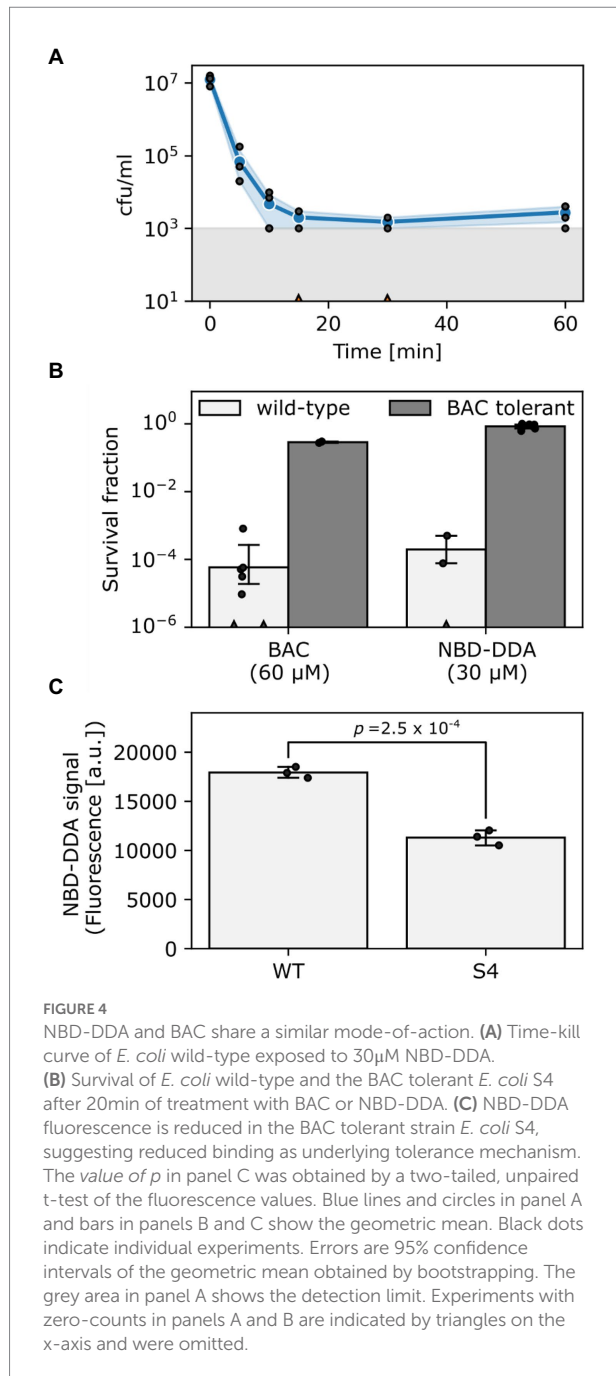 A
cfu/ml
10⁷
10⁵
10³
10¹
0
20
40
60
Time [min]
B
wild-type
BAC tolerant
Survival fraction
10⁰
10⁻²
10⁻⁴
10⁻⁶
BAC
(60 μM)
NBD-DDA
(30 μM)
C
p =2.5 x 10⁻⁴
NBD-DDA signal
(Fluorescence [a.u.])
20000
15000
10000
5000
0
WT
S4
FIGURE 4
NBD-DDA and BAC share a similar mode-of-action. (A) Time-kill
curve of E. coli wild-type exposed to 30μM NBD-DDA.
(B) Survival of E. coli wild-type and the BAC tolerant E. coli S4
after 20min of treatment with BAC or NBD-DDA. (C) NBD-DDA
fluorescence is reduced in the BAC tolerant strain E. coli S4,
suggesting reduced binding as underlying tolerance mechanism.
The value of p in panel C was obtained by a two-tailed, unpaired
t-test of the fluorescence values. Blue lines and circles in panel A
and bars in panels B and C show the geometric mean. Black dots
indicate individual experiments. Errors are 95% confidence
intervals of the geometric mean obtained by bootstrapping. The
grey area in panel A shows the detection limit. Experiments with
zero-counts in panels A and B are indicated by triangles on the
x-axis and were omitted.